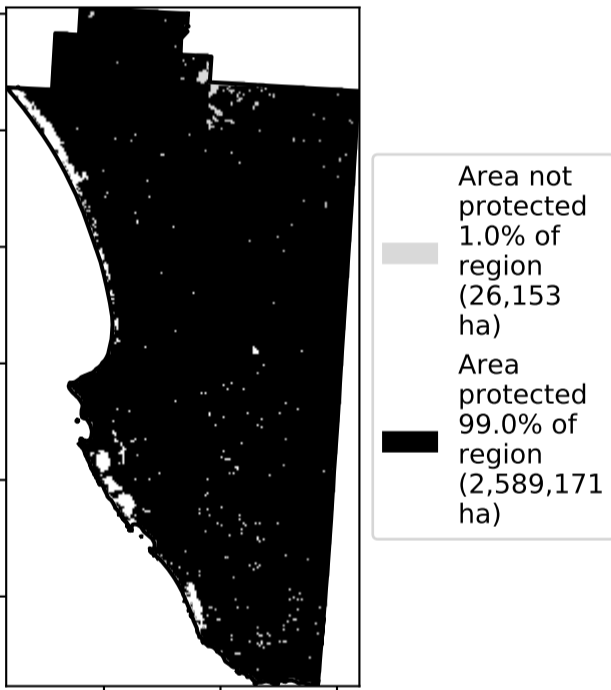 Area not
protected
1.0% of
region
(26,153
ha)
Area
protected
99.0% of
region
(2,589,171
ha)